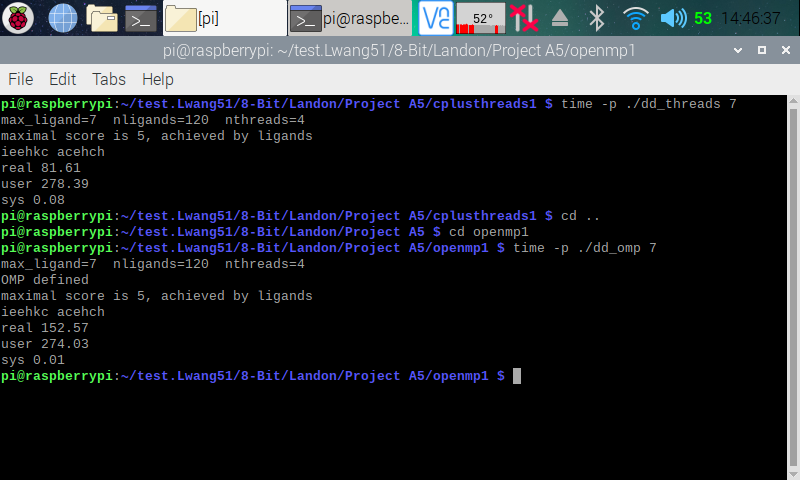 [pi]
pi@raspbe...
VNC
52°
53
14:46:37
pi@raspberrypi: ~/test.Lwang51/8-Bit/Landon/Project A5/openmp1
File Edit Tabs Help
pi@raspberrypi:~/test.Lwang51/8-Bit/Landon/Project A5/cplusthreads1 $ time -p ./dd_threads 7
max_ligand=7  nligands=120  nthreads=4
maximal score is 5, achieved by ligands
ieehkc acehch
real 81.61
user 278.39
sys 0.08
pi@raspberrypi:~/test.Lwang51/8-Bit/Landon/Project A5/cplusthreads1 $ cd ..
pi@raspberrypi:~/test.Lwang51/8-Bit/Landon/Project A5 $ cd openmp1
pi@raspberrypi:~/test.Lwang51/8-Bit/Landon/Project A5/openmp1 $ time -p ./dd_omp 7
max_ligand=7  nligands=120  nthreads=4
OMP defined
maximal score is 5, achieved by ligands
ieehkc acehch
real 152.57
user 274.03
sys 0.01
pi@raspberrypi:~/test.Lwang51/8-Bit/Landon/Project A5/openmp1 $